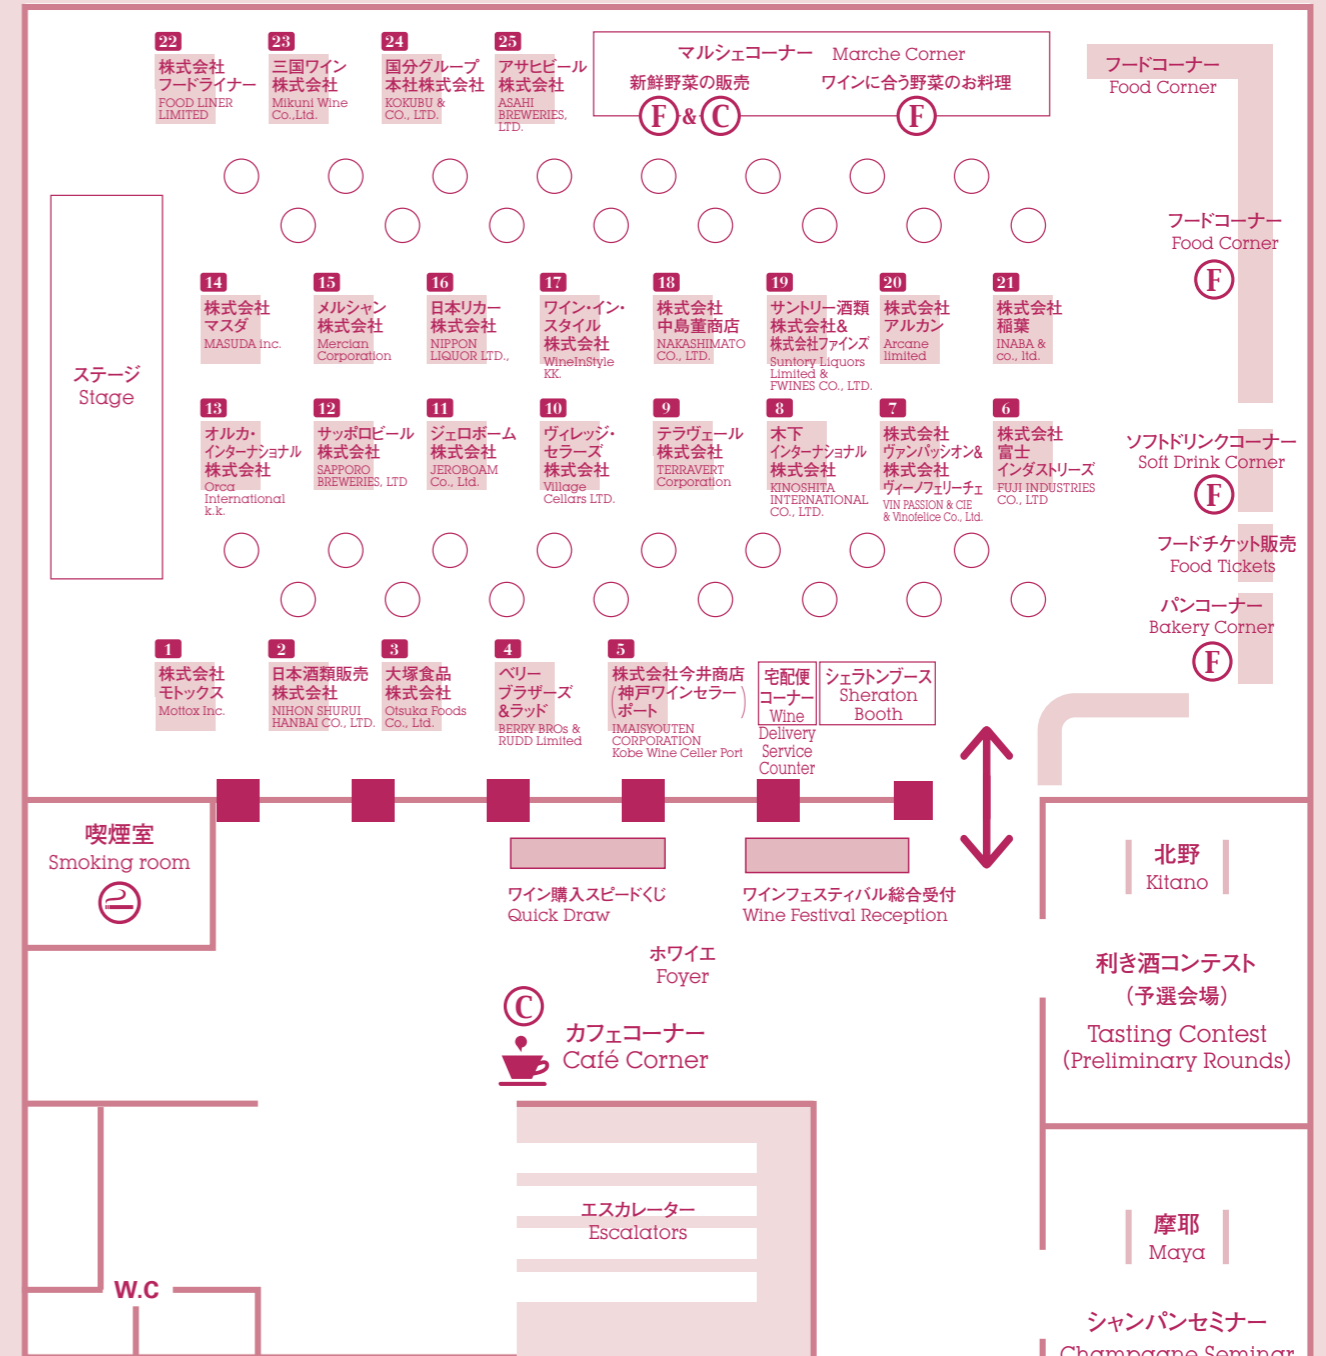 22
株式会社
フードライナー
FOOD LINER
LIMITED
23
三国ワイン
株式会社
Mikuni Wine
Co.,Ltd.
24
国分グループ
本社株式会社
KOKUBU &
CO., LTD.
25
アサヒビール
株式会社
ASAHI
BREWERIES,
LTD.
マルシェコーナー Marche Corner
新鮮野菜の販売
F & C
ワインに合う野菜のお料理
F
フードコーナー
Food Corner
フードコーナー
Food Corner
F
ステージ
Stage
14
株式会社
マスダ
MASUDA inc.
15
メルシャン
株式会社
Mercian
Corporation
16
日本リカー
株式会社
NIPPON
LIQUOR LTD.,
17
ワイン・イン・
スタイル
株式会社
WineInStyle
KK.
18
株式会社
中島董商店
NAKASHIMATO
CO., LTD.
19
サントリー酒類
株式会社&
株式会社ファインズ
Suntory Liquors
Limited &
FWINES CO., LTD.
20
株式会社
アルカン
Arcane
limited
21
株式会社
稲葉
INABA &
co., ltd.
13
オルカ・
インターナショナル
株式会社
Orca
International
k.k.
12
サッポロビール
株式会社
SAPPORO
BREWERIES, LTD
11
ジェロボーム
株式会社
JEROBOAM
Co., Ltd.
10
ヴィレッジ・
セラーズ
株式会社
Village
Cellars LTD.
9
テラヴェール
株式会社
TERRAVERT
Corporation
8
木下
インターナショナル
株式会社
KINOSHITA
INTERNATIONAL
CO., LTD.
7
株式会社
ヴァンパッシオン&
株式会社
ヴィーノフェリーチェ
VIN PASSION & CIE
& Vinofelice Co., Ltd.
6
株式会社
富士
インダストリーズ
FUJI INDUSTRIES
CO., LTD
ソフトドリンクコーナー
Soft Drink Corner
F
フードチケット販売
Food Tickets
パンコーナー
Bakery Corner
F
1
株式会社
モトックス
Mottox Inc.
2
日本酒類販売
株式会社
NIHON SHURUI
HANBAI CO., LTD.
3
大塚食品
株式会社
Otsuka Foods
Co., Ltd.
4
ベリー
ブラザーズ
&ラッド
BERRY BROs &
RUDD Limited
5
株式会社今井商店
(神戸ワインセラー
ポート)
IMAISYOUTEN
CORPORATION
Kobe Wine Celler Port
宅配便
コーナー
Wine
Delivery
Service
Counter
シェラトンブース
Sheraton
Booth
喫煙室
Smoking room
ワイン購入スピードくじ
Quick Draw
ワインフェスティバル総合受付
Wine Festival Reception
ホワイエ
Foyer
C
カフェコーナー
Café Corner
北野
Kitano
利き酒コンテスト
(予選会場)
Tasting Contest
(Preliminary Rounds)
エスカレーター
Escalators
W.C
摩耶
Maya
シャンパンセミナー
Champagne Seminar